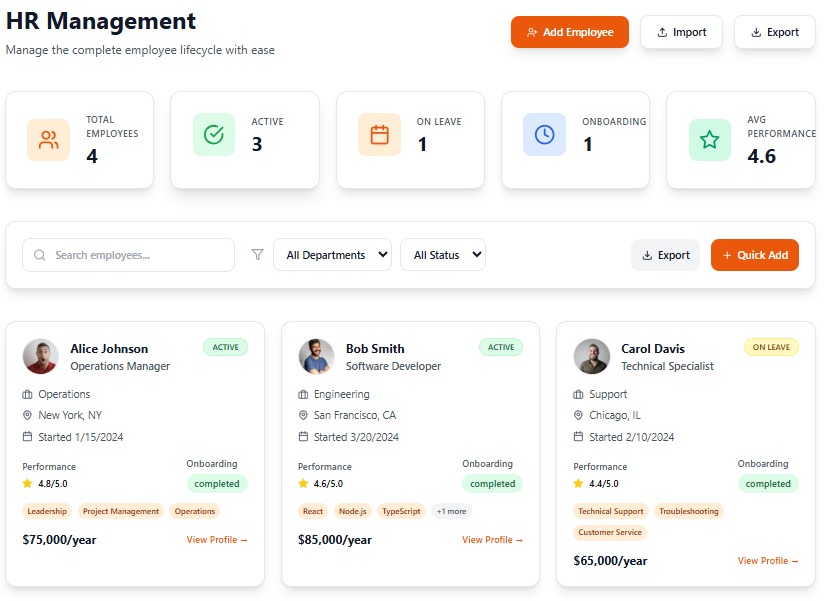 HR Management
Manage the complete employee lifecycle with ease
Add Employee
Import
Export
TOTAL
EMPLOYEES
4
ACTIVE
3
ON LEAVE
1
ONBOARDING
1
AVG
PERFORMANCE
4.6
Search employees...
All Departments
All Status
Export
+ Quick Add
Alice Johnson
ACTIVE
Operations Manager
Operations
New York, NY
Started 1/15/2024
Performance
Onboarding
4.8/5.0
completed
Leadership
Project Management
Operations
$75,000/year
View Profile →
Bob Smith
ACTIVE
Software Developer
Engineering
San Francisco, CA
Started 3/20/2024
Performance
Onboarding
4.6/5.0
completed
React
Node.js
TypeScript
+1 more
$85,000/year
View Profile →
Carol Davis
ON LEAVE
Technical Specialist
Support
Chicago, IL
Started 2/10/2024
Performance
Onboarding
4.4/5.0
completed
Technical Support
Troubleshooting
Customer Service
$65,000/year
View Profile →